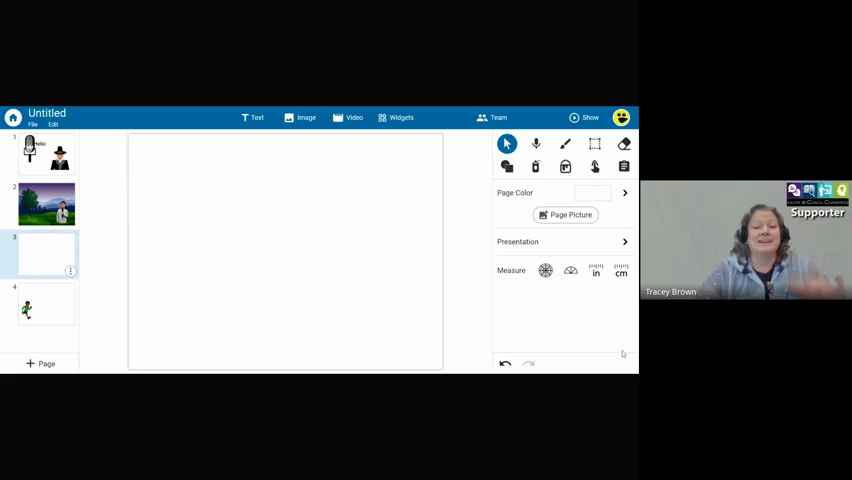 Untitled
File Edit
Text Image Video Widgets Team Show
1
Hello
2
3
4
Page
Page Color
Page Picture
Presentation
Measure in cm
Supporter
Tracey Brown